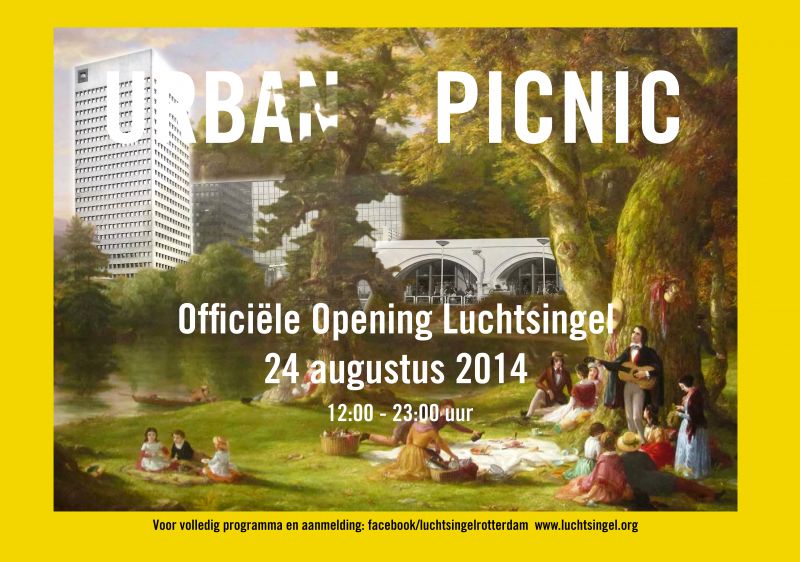 URBAN PICNIC
Officiële Opening Luchtsingel
24 augustus 2014
12:00 - 23:00 uur
Voor volledig programma en aanmelding: facebook/luchtsingelrotterdam www.luchtsingel.org